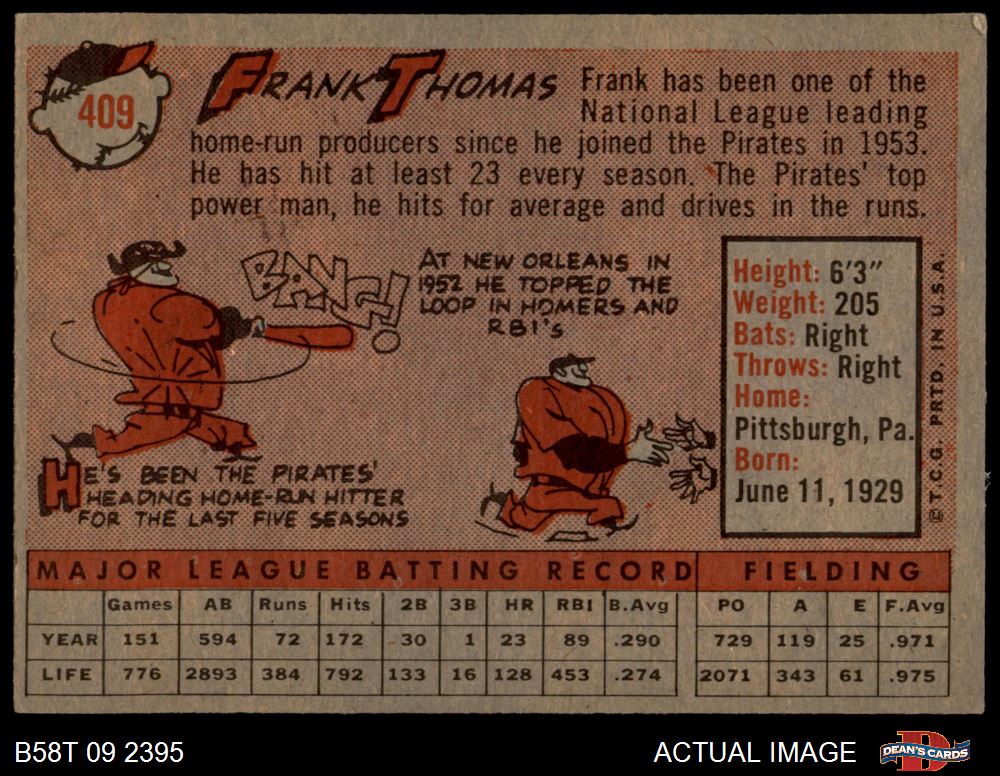 409
FRANK THOMAS
Frank has been one of the
National League leading
home-run producers since he joined the Pirates in 1953.
He has hit at least 23 every season. The Pirates' top
power man, he hits for average and drives in the runs.
BANG!
AT NEW ORLEANS IN
1952 HE TOPPED THE
LOOP IN HOMERS AND
RBI'S
HE'S BEEN THE PIRATES'
HEADING HOME-RUN HITTER
FOR THE LAST FIVE SEASONS
Height: 6'3"
Weight: 205
Bats: Right
Throws: Right
Home:
Pittsburgh, Pa.
Born:
June 11, 1929
© T.C.G. PRTD. IN U.S.A.
MAJOR LEAGUE BATTING RECORD FIELDING
Games AB Runs Hits 2B 3B HR RBI B.Avg PO A E F.Avg
YEAR 151 594 72 172 30 1 23 89 .290 729 119 25 .971
LIFE 776 2893 384 792 133 16 128 453 .274 2071 343 61 .975
B58T 09 2395 ACTUAL IMAGE DEAN'S CARDS